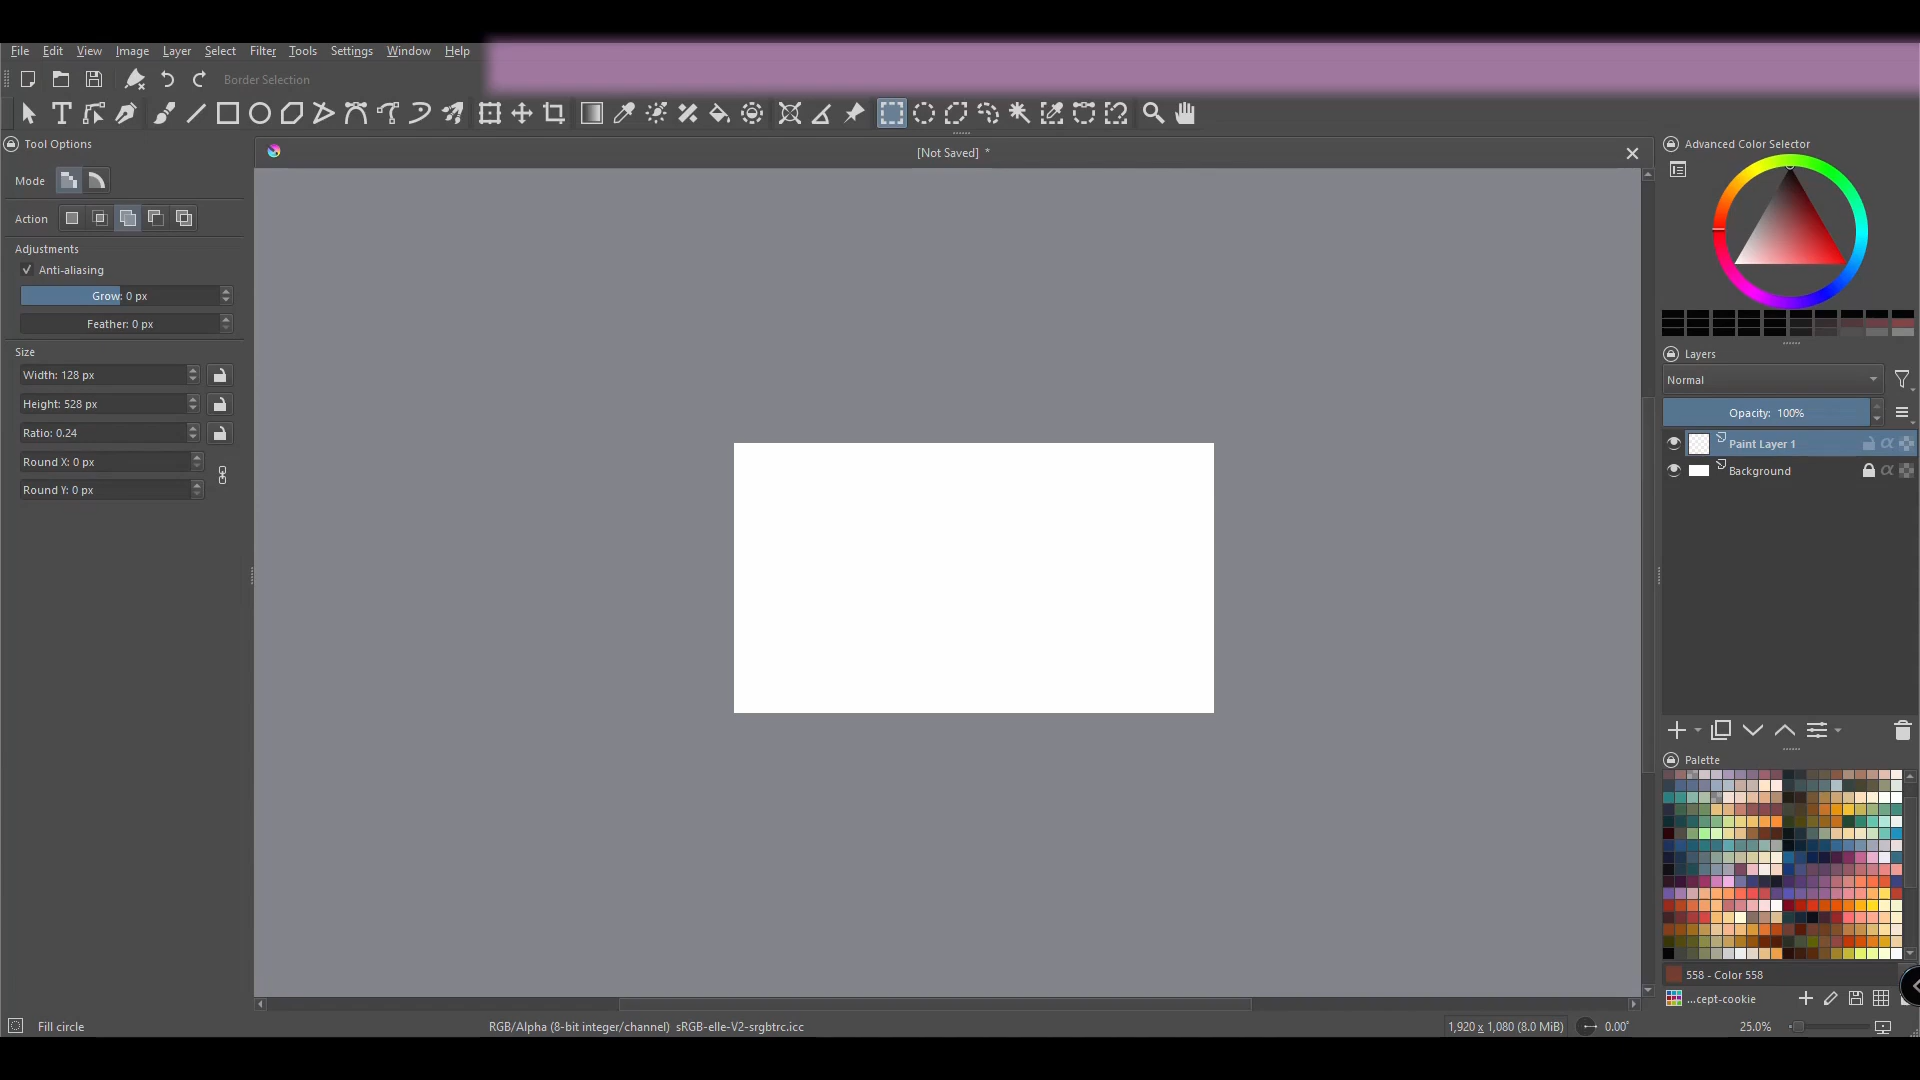 File Edit View Image Layer Select Filter Tools Settings Window Help
Border Selection
Tool Options
[Not Saved] *
Advanced Color Selector
Mode
Action
Adjustments
Anti-aliasing
Grow: 0 px
Feather: 0 px
Size
Width: 128 px
Height: 528 px
Ratio: 0.24
Round X: 0 px
Round Y: 0 px
Layers
Normal
Opacity: 100%
Paint Layer 1
Background
Palette
558 - Color 558
...cept-cookie
Fill circle
RGB/Alpha (8-bit integer/channel) sRGB-elle-V2-srgbtrc.icc
1,920 x 1,080 (8.0 MiB)
0.00°
25.0%